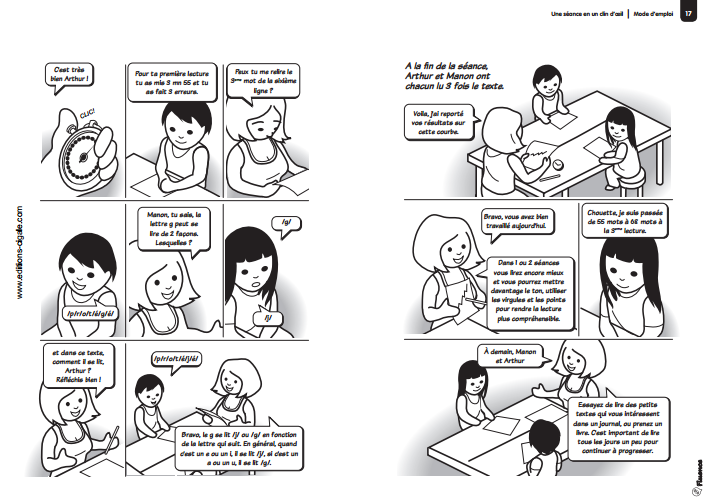 Une séance en un clin d'œil | Mode d'emploi 17
C'est très
bien Arthur !
CLIC!
Pour ta première lecture
tu as mis 3 mn 55 et tu
as fait 3 erreurs.
Peux tu me relire le
3ème mot de la sixième
ligne ?
/p/r/o/t/é/g/é/
Manon, tu sais, la
lettre g peut se
lire de 2 façons.
Lesquelles ?
/g/
/j/
et dans ce texte,
comment il se lit,
Arthur ?
Réfléchis bien !
/p/r/o/t/é/j/é/
Bravo, le g se lit /j/ ou /g/ en fonction
de la lettre qui suit. En général, quand
c'est un e ou un i, il se lit /j/, si c'est un
a ou un u, il se lit /g/.
www.editions-cigale.com
A la fin de la séance,
Arthur et Manon ont
chacun lu 3 fois le texte.
Voila, j'ai reporté
vos résultats sur
cette courbe.
Bravo, vous avez bien
travaillé aujourd'hui.
Dans 1 ou 2 séances
vous lirez encore mieux
et vous pourrez mettre
davantage le ton, utiliser
les virgules et les points
pour rendre la lecture
plus compréhensible.
Chouette, je suis passée
de 55 mots à 68 mots à
la 3ème lecture.
À demain, Manon
et Arthur
Essayez de lire des petits
textes qui vous intéressent
dans un journal, ou prenez un
livre. C'est important de lire
tous les jours un peu pour
continuer à progresser.
Fluence